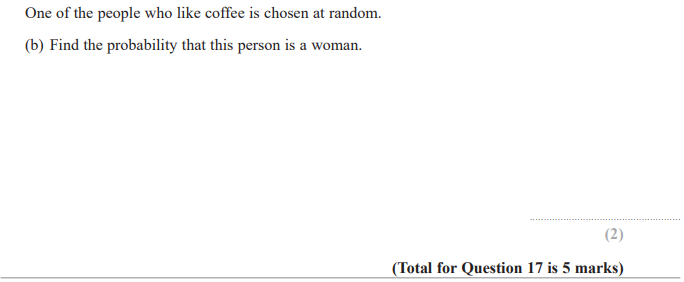 One of the people who like coffee is chosen at random.
(b) Find the probability that this person is a woman.
(2)
(Total for Question 17 is 5 marks)